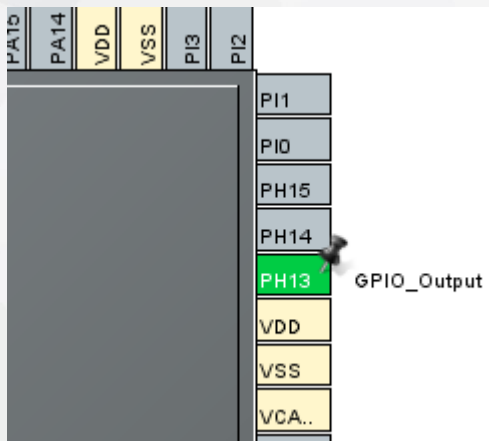 PA15
PA14
VDD
VSS
PI3
PI2
PI1
PI0
PH15
PH14
PH13 GPIO_Output
VDD
VSS
VCA..